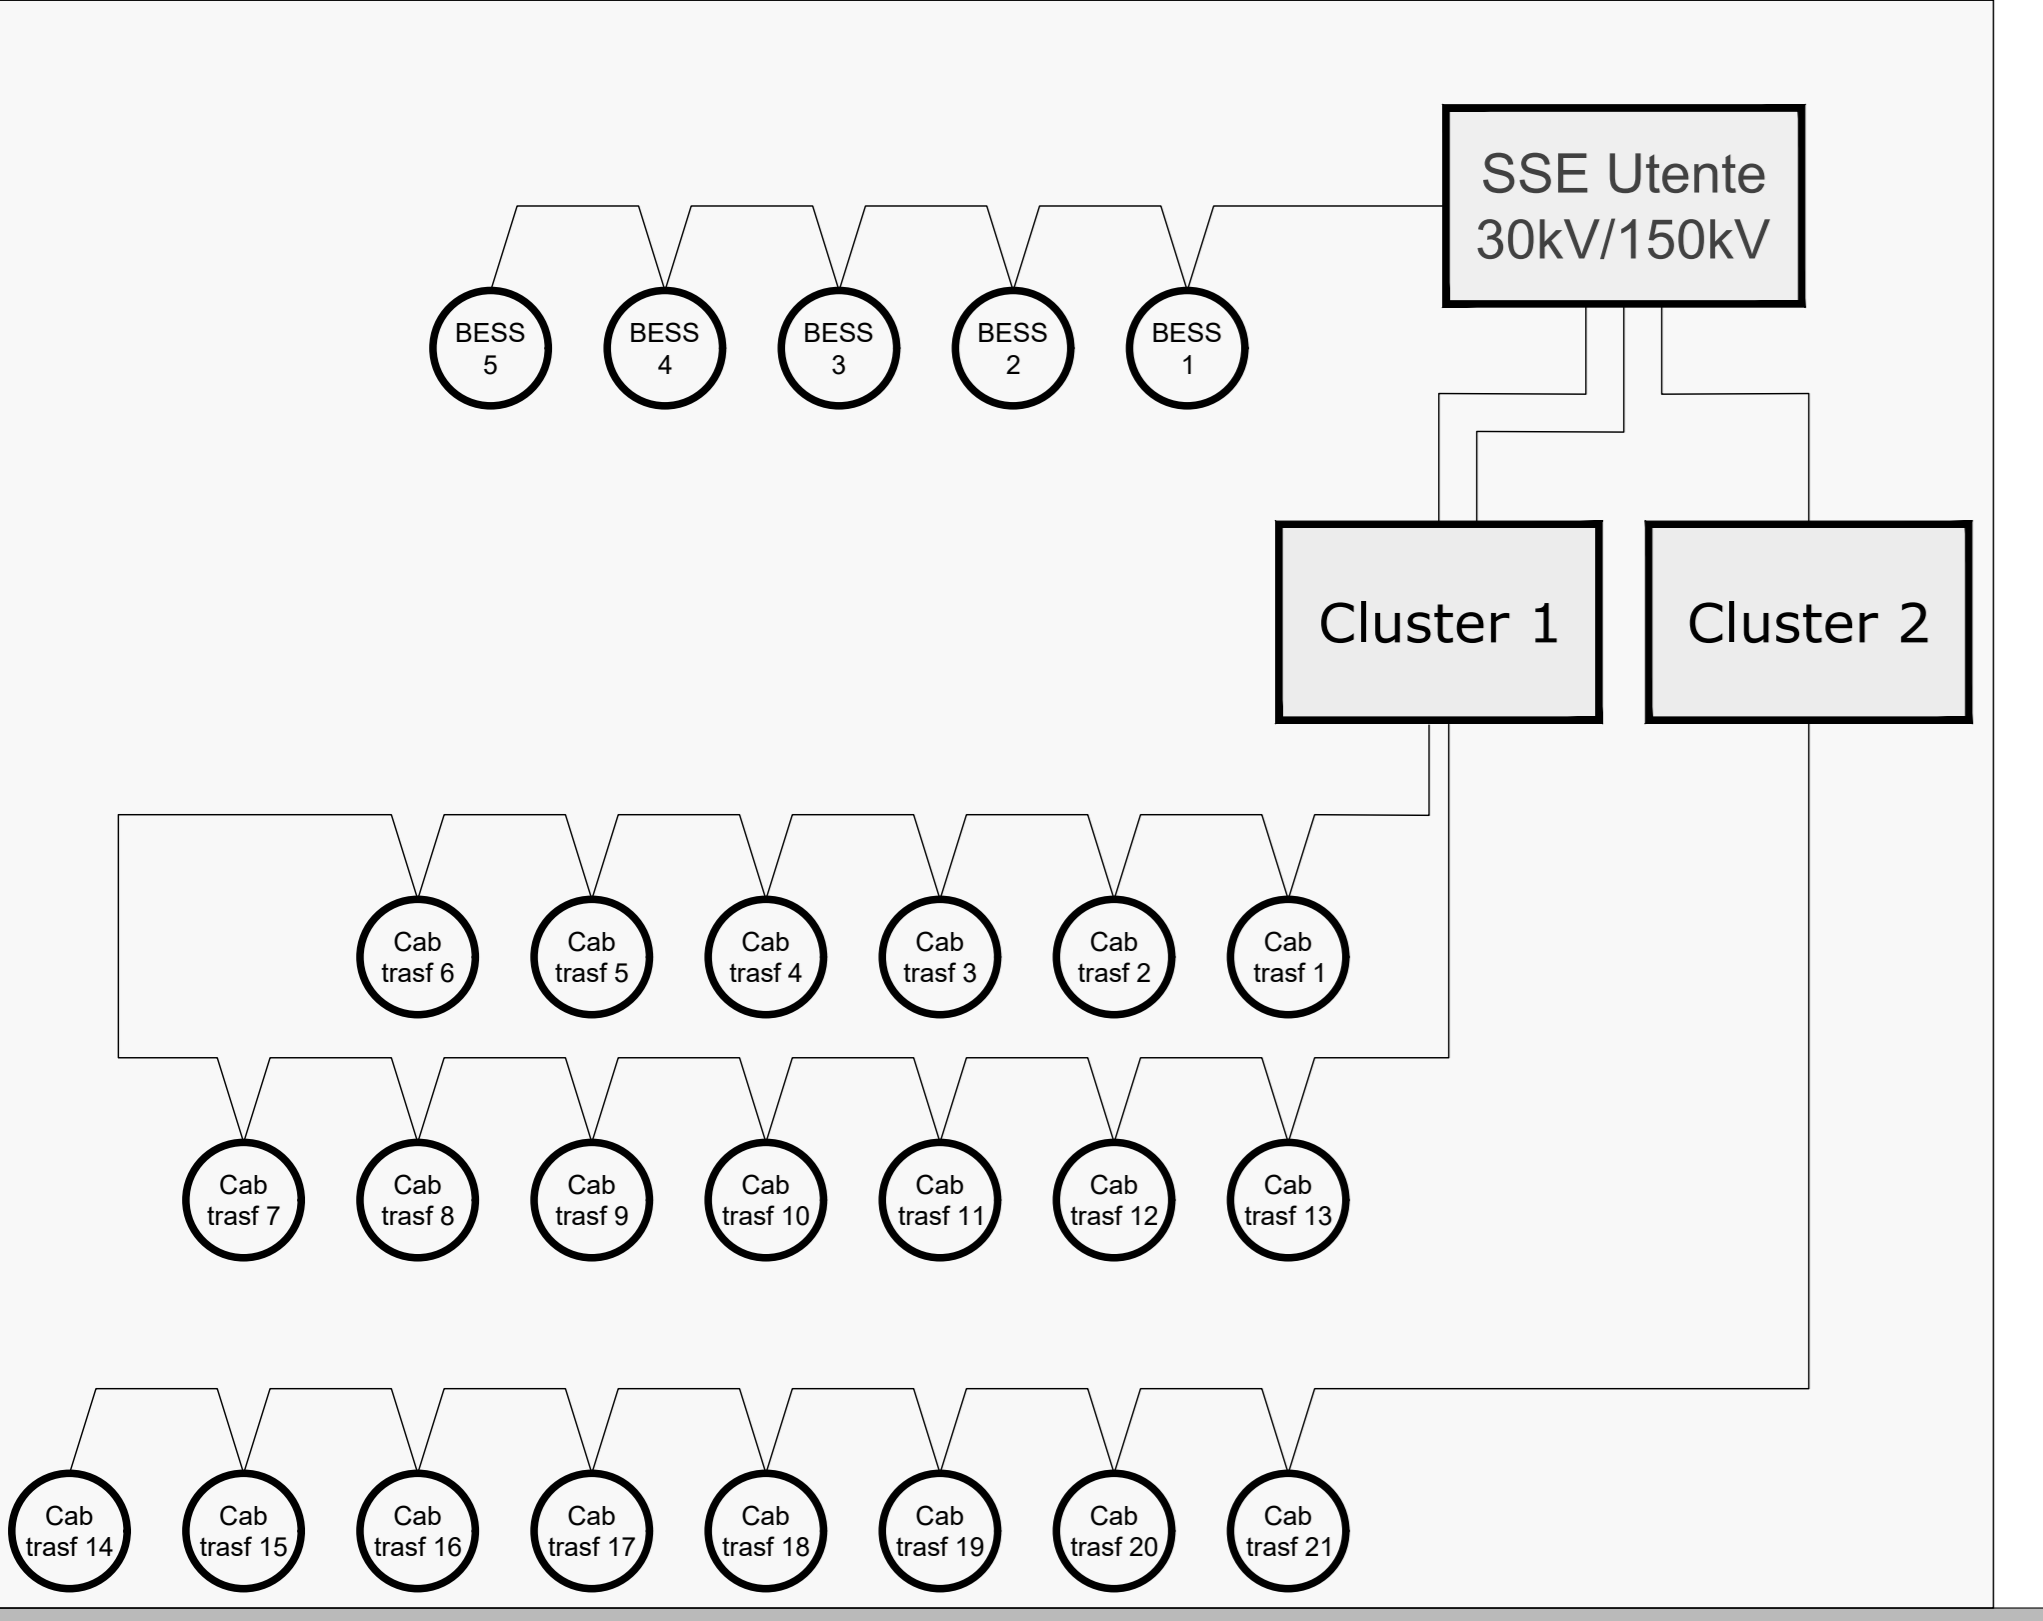 SSE Utente
30kV/150kV
BESS
5
BESS
4
BESS
3
BESS
2
BESS
1
Cluster 1
Cluster 2
Cab
trasf 6
Cab
trasf 5
Cab
trasf 4
Cab
trasf 3
Cab
trasf 2
Cab
trasf 1
Cab
trasf 7
Cab
trasf 8
Cab
trasf 9
Cab
trasf 10
Cab
trasf 11
Cab
trasf 12
Cab
trasf 13
Cab
trasf 14
Cab
trasf 15
Cab
trasf 16
Cab
trasf 17
Cab
trasf 18
Cab
trasf 19
Cab
trasf 20
Cab
trasf 21